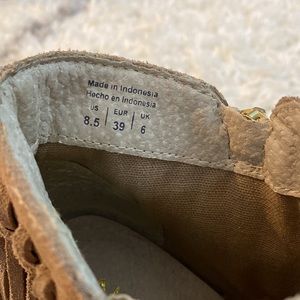 Made in Indonesia
Hecho en Indonesia
US EUR UK
8.5 39 6